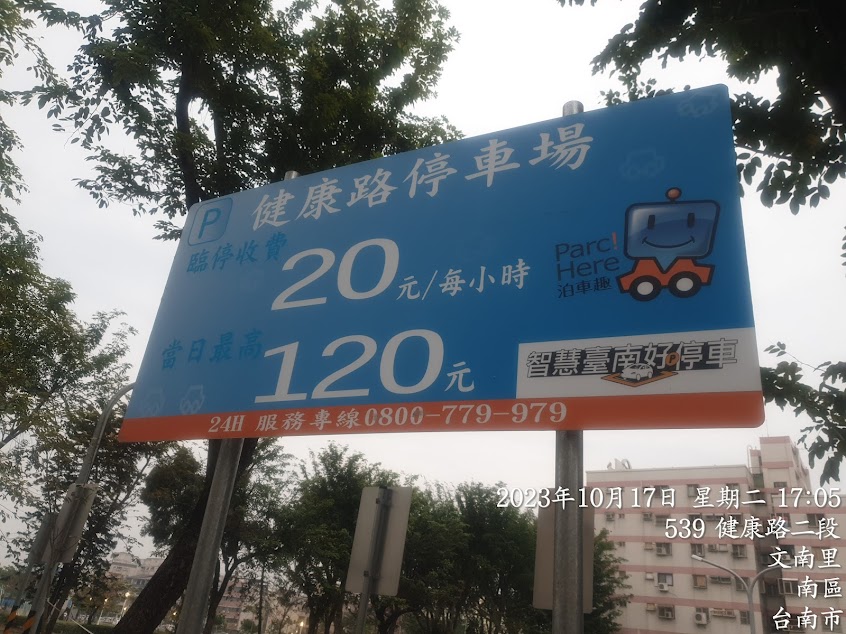 P 健康路停車場
臨停收費
20元/每小時
Parc!
Here
泊車趣
當日最高
120元
智慧臺南好停車
24H 服務專線0800-779-979
2023年10月17日 星期二 17:05
539 健康路二段
文南里
南區
台南市